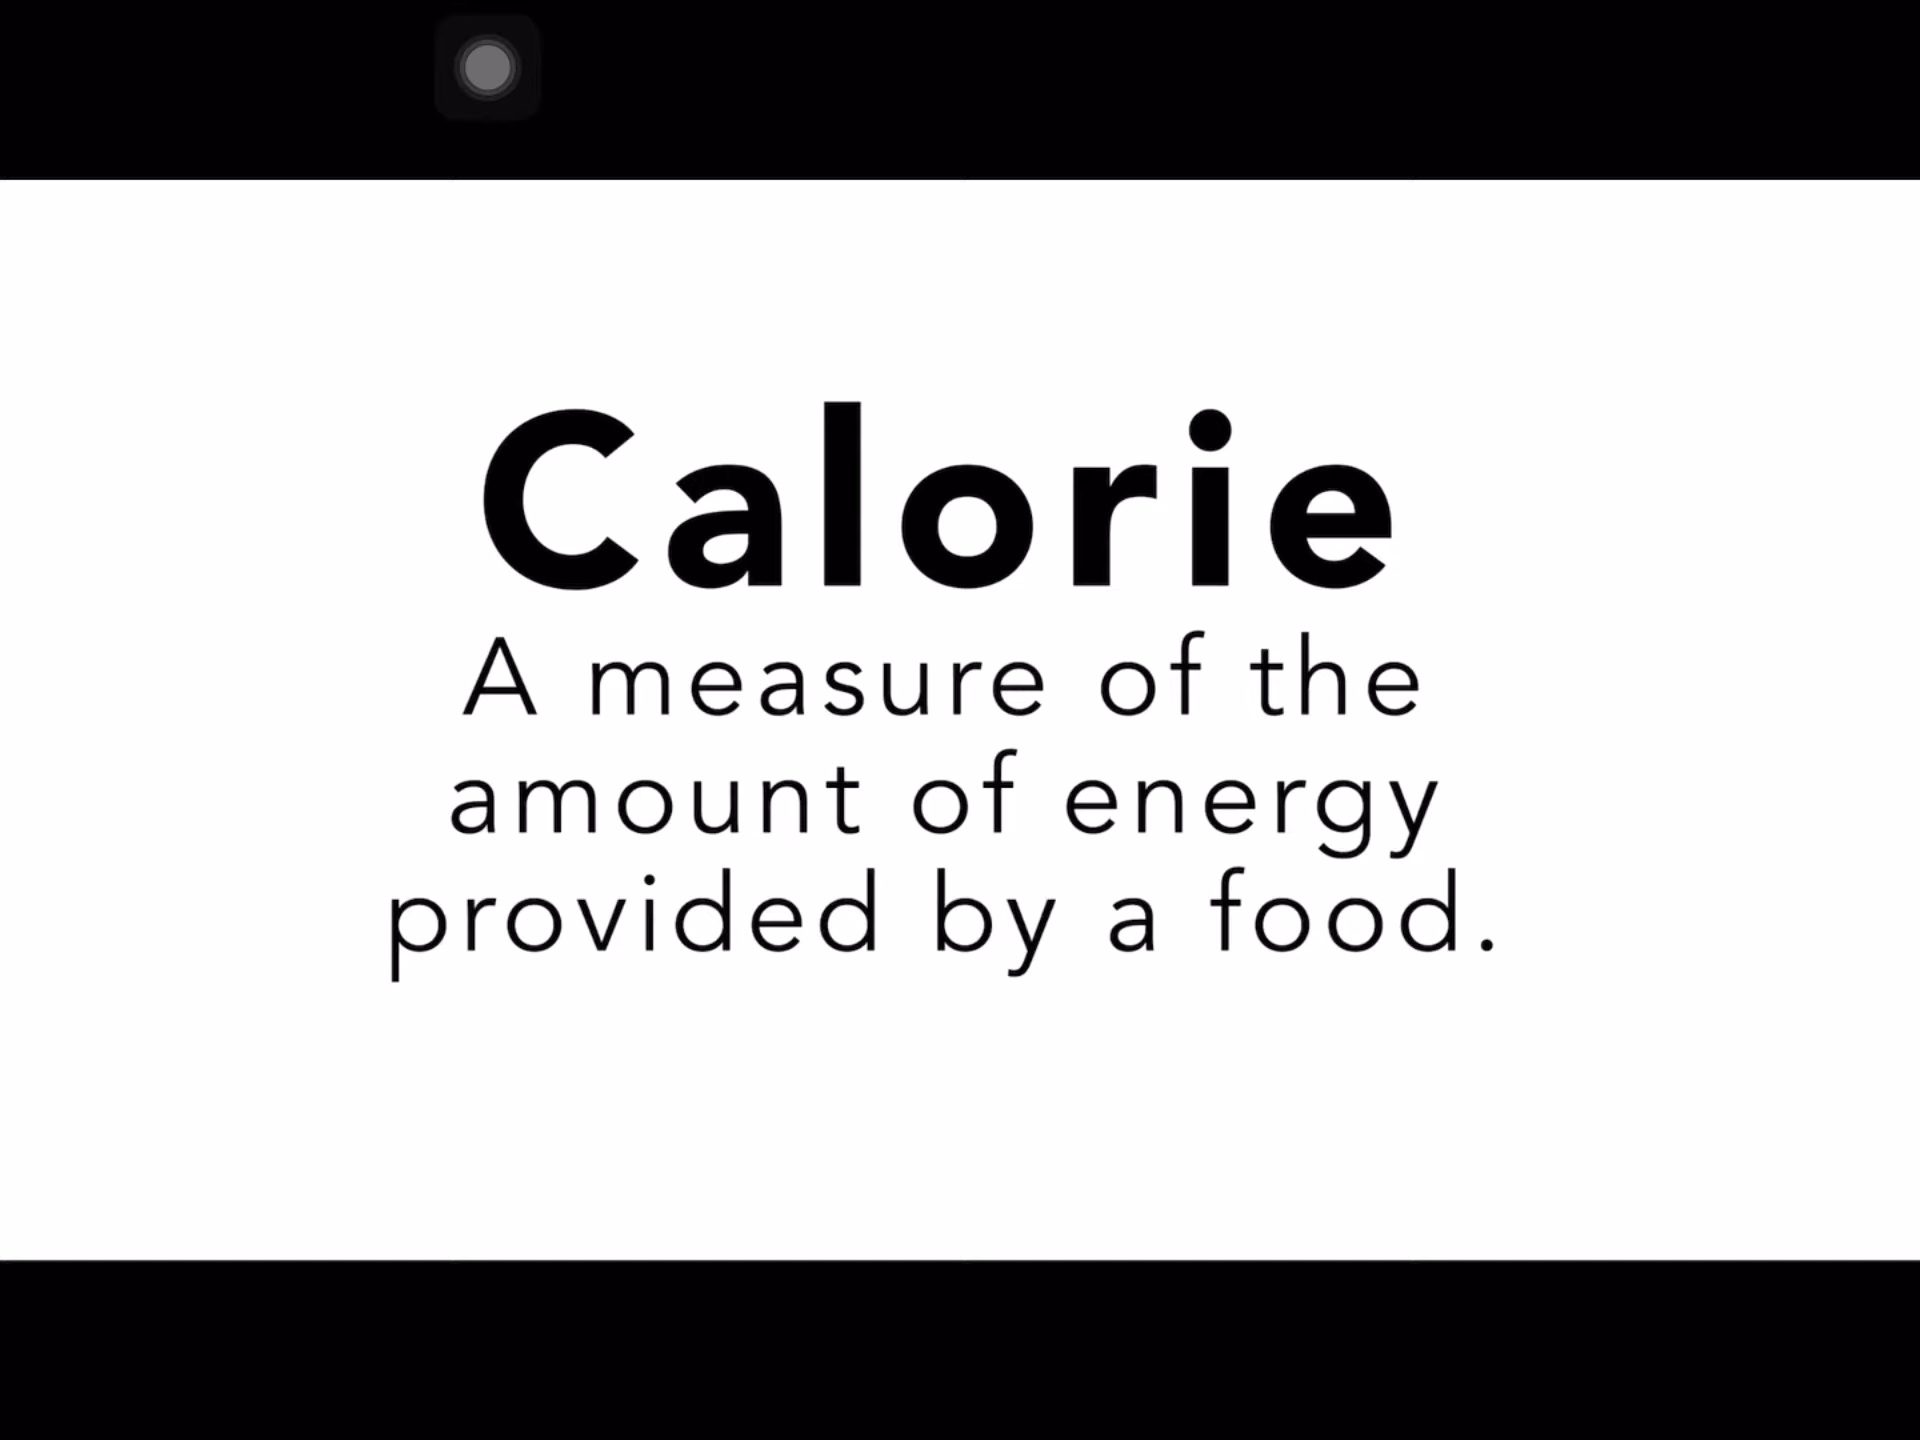 Calorie
A measure of the
amount of energy
provided by a food.